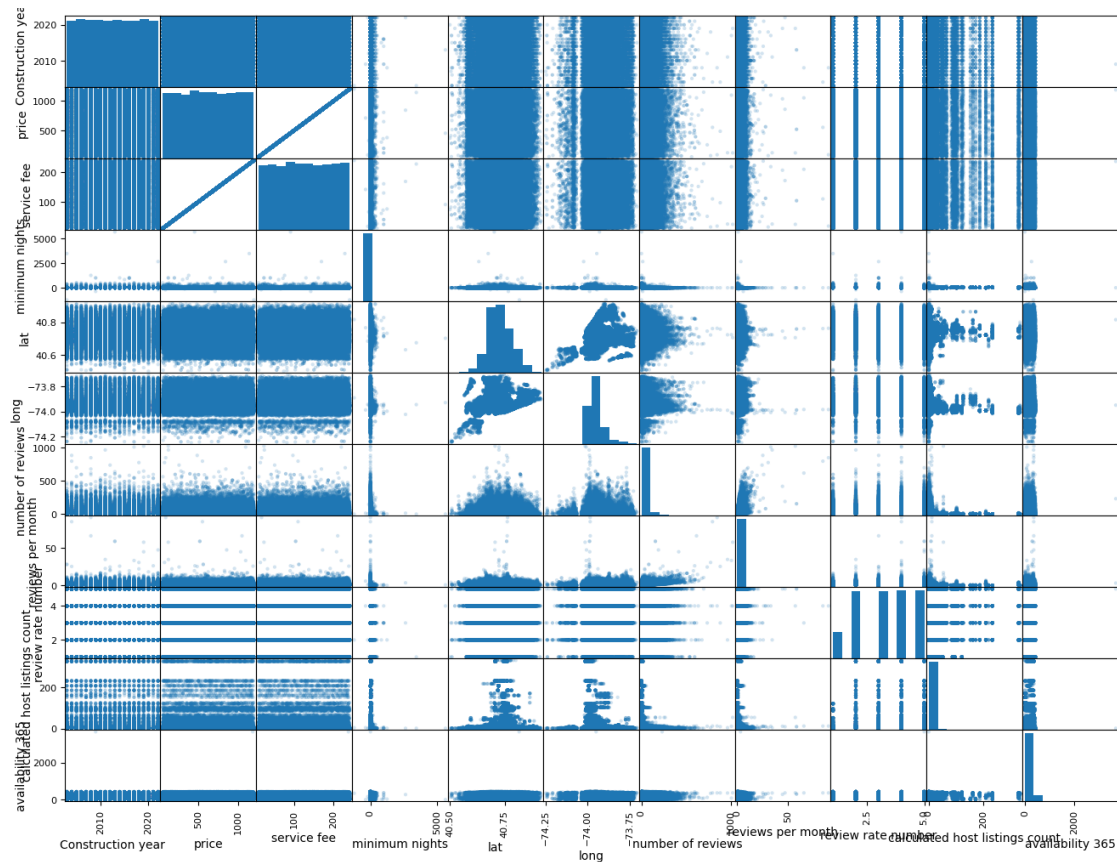 Construction yea
2020
2010
price
1000
500
service fee
200
100
minimum nights
5000
2500
0
lat
40.8
40.6
long
−73.8
−74.0
−74.2
number of reviews
1000
500
0
reviews per month
50
0
review rate number
4
2
calculated host listings count
200
0
availability 365
2000
0
2010
2020
500
1000
100
200
0
5000
40.50
40.75
−74.25
−74.00
−73.75
0
1000
0
50
2.5
5.0
200
0
2000
Construction year
price
service fee
minimum nights
lat
long
number of reviews
reviews per month
review rate number
calculated host listings count
availability 365